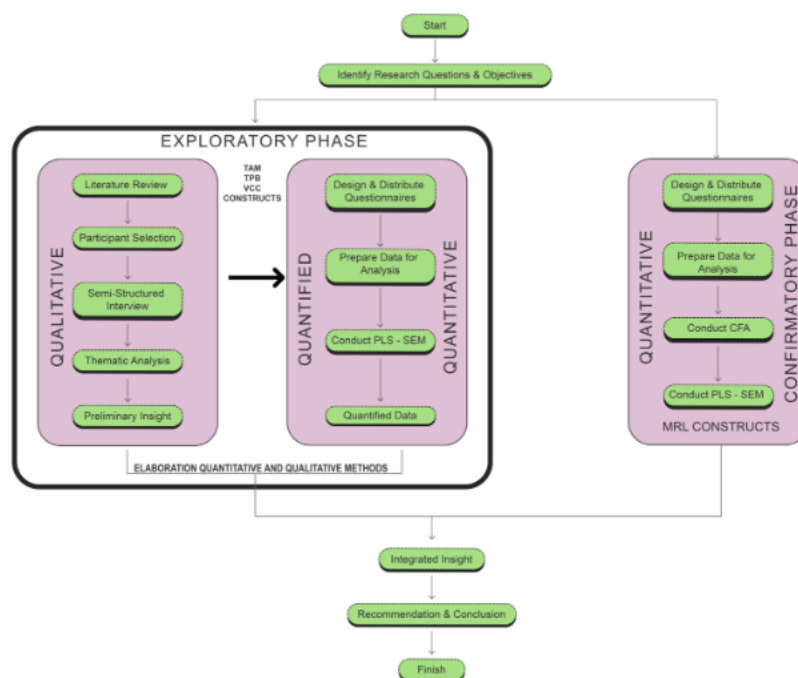 Start
Identify Research Questions & Objectives
EXPLORATORY PHASE
QUALITATIVE
Literature Review
Participant Selection
Semi-Structured
Interview
Thematic Analysis
Preliminary Insight
TAM
TPB
VCC
CONSTRUCTS
QUANTIFIED
Design & Distribute
Questionnaires
Prepare Data for
Analysis
Conduct PLS - SEM
Quantified Data
QUANTITATIVE
ELABORATION QUANTITATIVE AND QUALITATIVE METHODS
QUANTITATIVE
Design & Distribute
Questionnaires
Prepare Data for
Analysis
Conduct CFA
Conduct PLS - SEM
MRL CONSTRUCTS
CONFIRMATORY PHASE
Integrated Insight
Recommendation & Conclusion
Finish